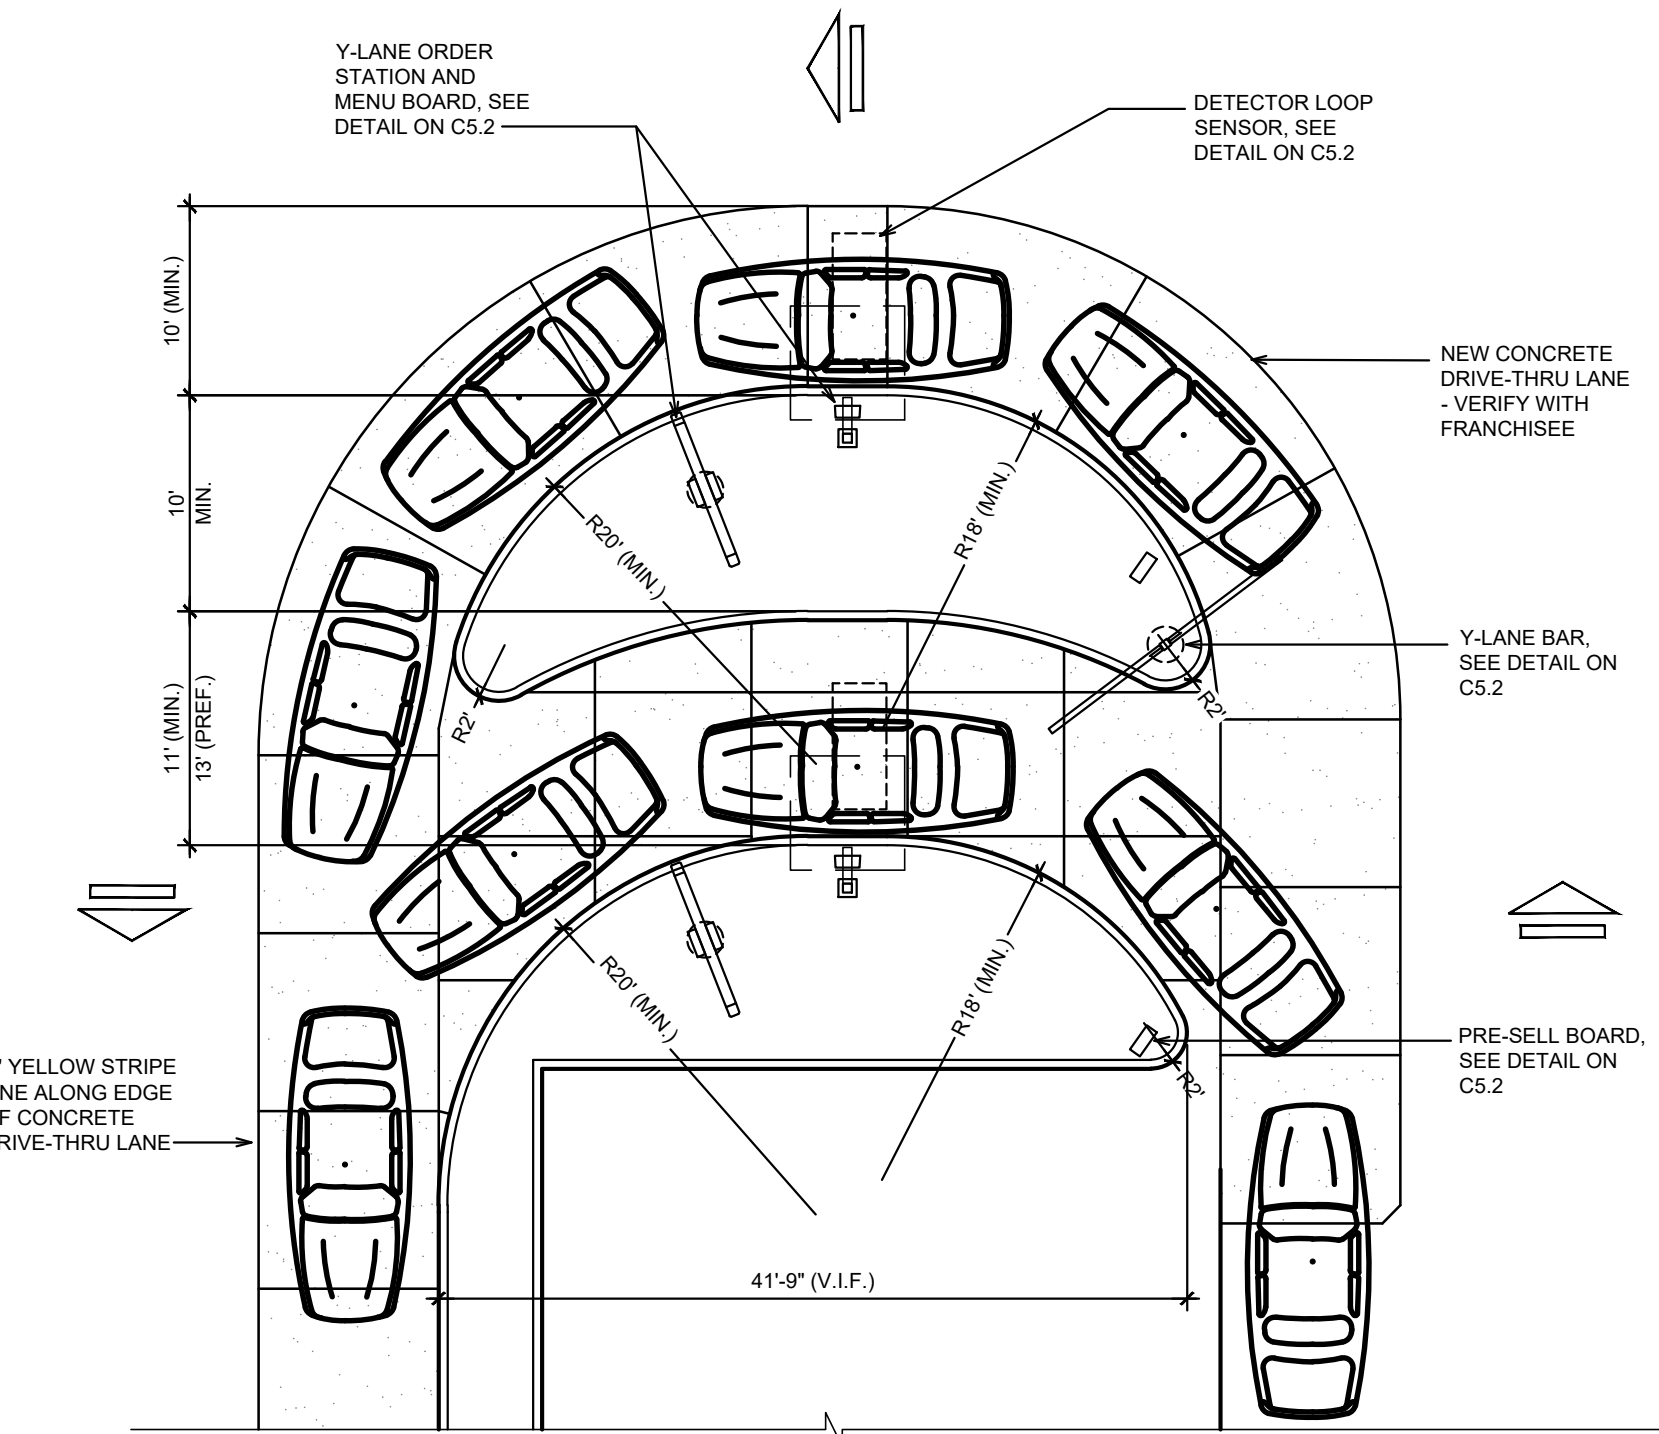 Y-LANE ORDER
STATION AND
MENU BOARD, SEE
DETAIL ON C5.2
DETECTOR LOOP
SENSOR, SEE
DETAIL ON C5.2
10' (MIN.)
NEW CONCRETE
DRIVE-THRU LANE
- VERIFY WITH
FRANCHISEE
10'
MIN.
R20' (MIN.)
R18' (MIN.)
Y-LANE BAR,
SEE DETAIL ON
C5.2
11' (MIN.)
13' (PREF.)
R2'
R2'
R20' (MIN.)
R18' (MIN.)
PRE-SELL BOARD,
SEE DETAIL ON
C5.2
R2'
" YELLOW STRIPE
ALONG EDGE
CONCRETE
LANE
41'-9" (V.I.F.)